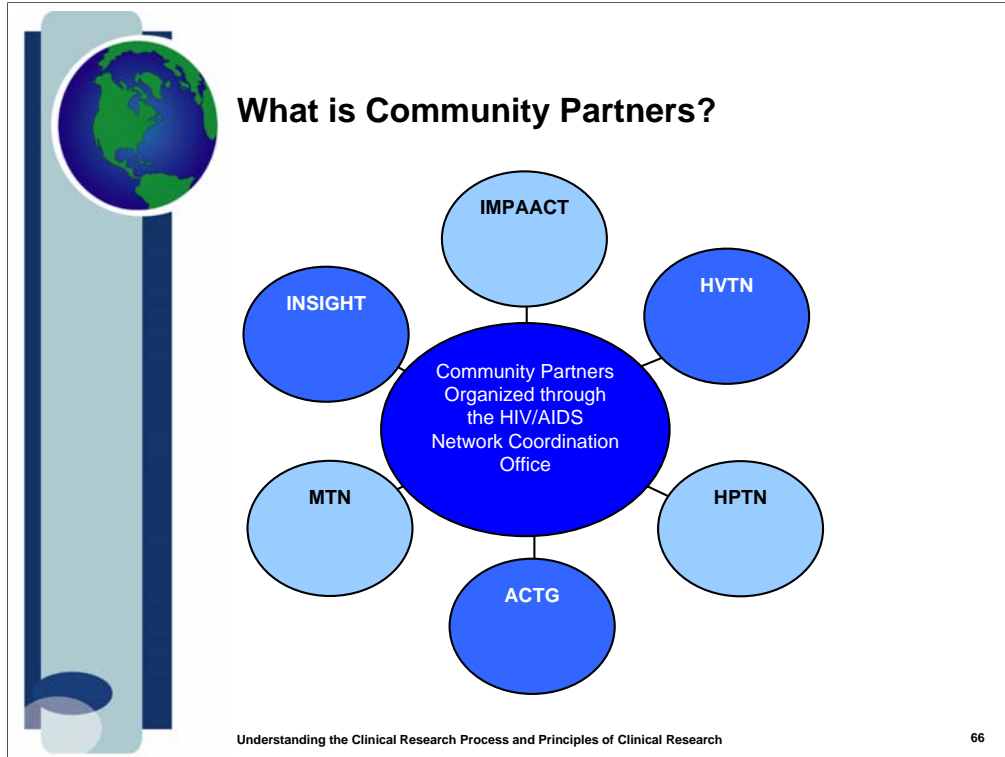 What is Community Partners?
IMPAACT
HVTN
INSIGHT
Community Partners
Organized through
the HIV/AIDS
Network Coordination
Office
MTN
HPTN
ACTG
Understanding the Clinical Research Process and Principles of Clinical Research
66